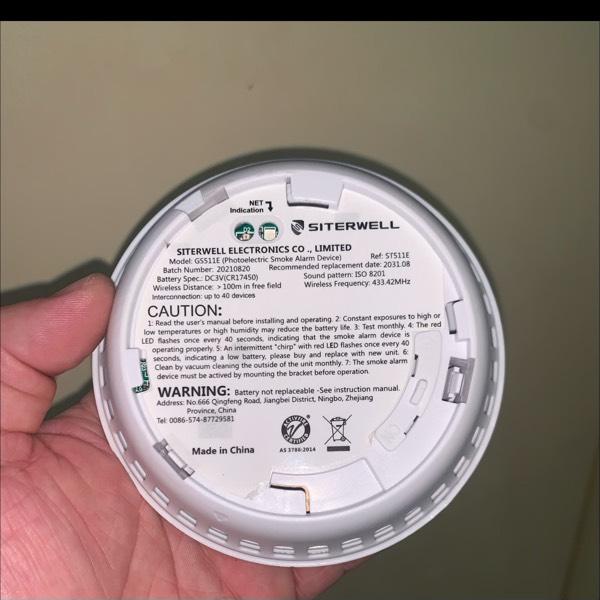 NET
Indication
D2
SITERWELL
SITERWELL ELECTRONICS CO ., LIMITED
Model: GS511E (Photoelectric Smoke Alarm Device) Ref: ST511E
Batch Number: 20210820 Recommended replacement date: 2031.08
Battery Spec.: DC3V(CR17450) Sound pattern: ISO 8201
Wireless Distance: >100m in free field Wireless Frequency: 433.42MHz
Interconnection: up to 40 devices
CAUTION:
1: Read the user's manual before installing and operating. 2: Constant exposures to high or
low temperatures or high humidity may reduce the battery life. 3: Test monthly. 4: The red
LED flashes once every 40 seconds, indicating that the smoke alarm device is
operating properly. 5: An intermittent "chirp" with red LED flashes once every 40
seconds, indicating a low battery, please buy and replace with new unit. 6:
Clean by vacuum cleaning the outside of the unit monthly. 7: The smoke alarm
device must be actived by mounting the bracket before operation.
WARNING: Battery not replaceable -See instruction manual.
Address: No.666 Qingfeng Road, Jiangbei District, Ningbo, Zhejiang
Province, China
Tel: 0086-574-87729581
Made in China
AS 3786:2014